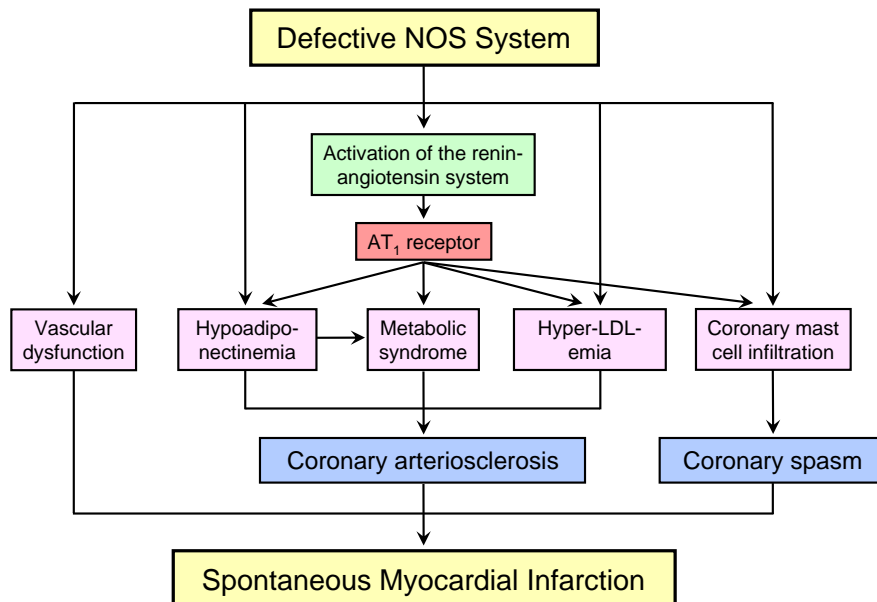 Defective NOS System
Activation of the renin-
angiotensin system
AT₁ receptor
Vascular
dysfunction
Hypoadipo-
nectinemia
Metabolic
syndrome
Hyper-LDL-
emia
Coronary mast
cell infiltration
Coronary arteriosclerosis
Coronary spasm
Spontaneous Myocardial Infarction